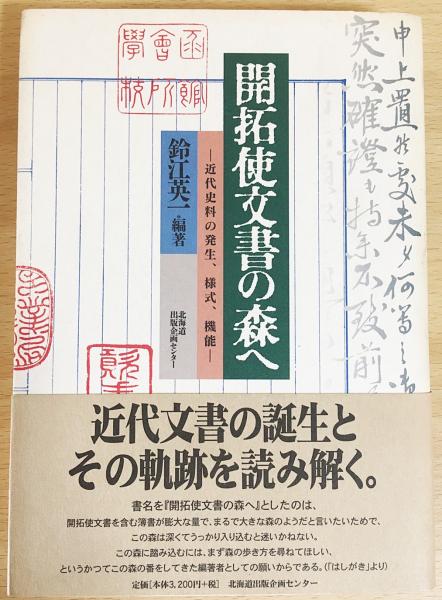 開拓使文書の森へ
―近代史料の発生、様式、機能―
鈴江英一・編著
北海道
出版企画センター
近代文書の誕生と
その軌跡を読み解く。
書名を『開拓使文書の森へ』としたのは、
開拓使文書を含む簿書が膨大な量で、まるで大きな森のようだと言いたいためで、
この森は深くてうっかり入り込むと迷いかねない。
この森に踏み込むには、まず森の歩き方を尋ねてほしい、
というかつてこの森の番をしてきた編著者としての願いからである。(「はしがき」より)
定価[本体3,200円+税] 北海道出版企画センター